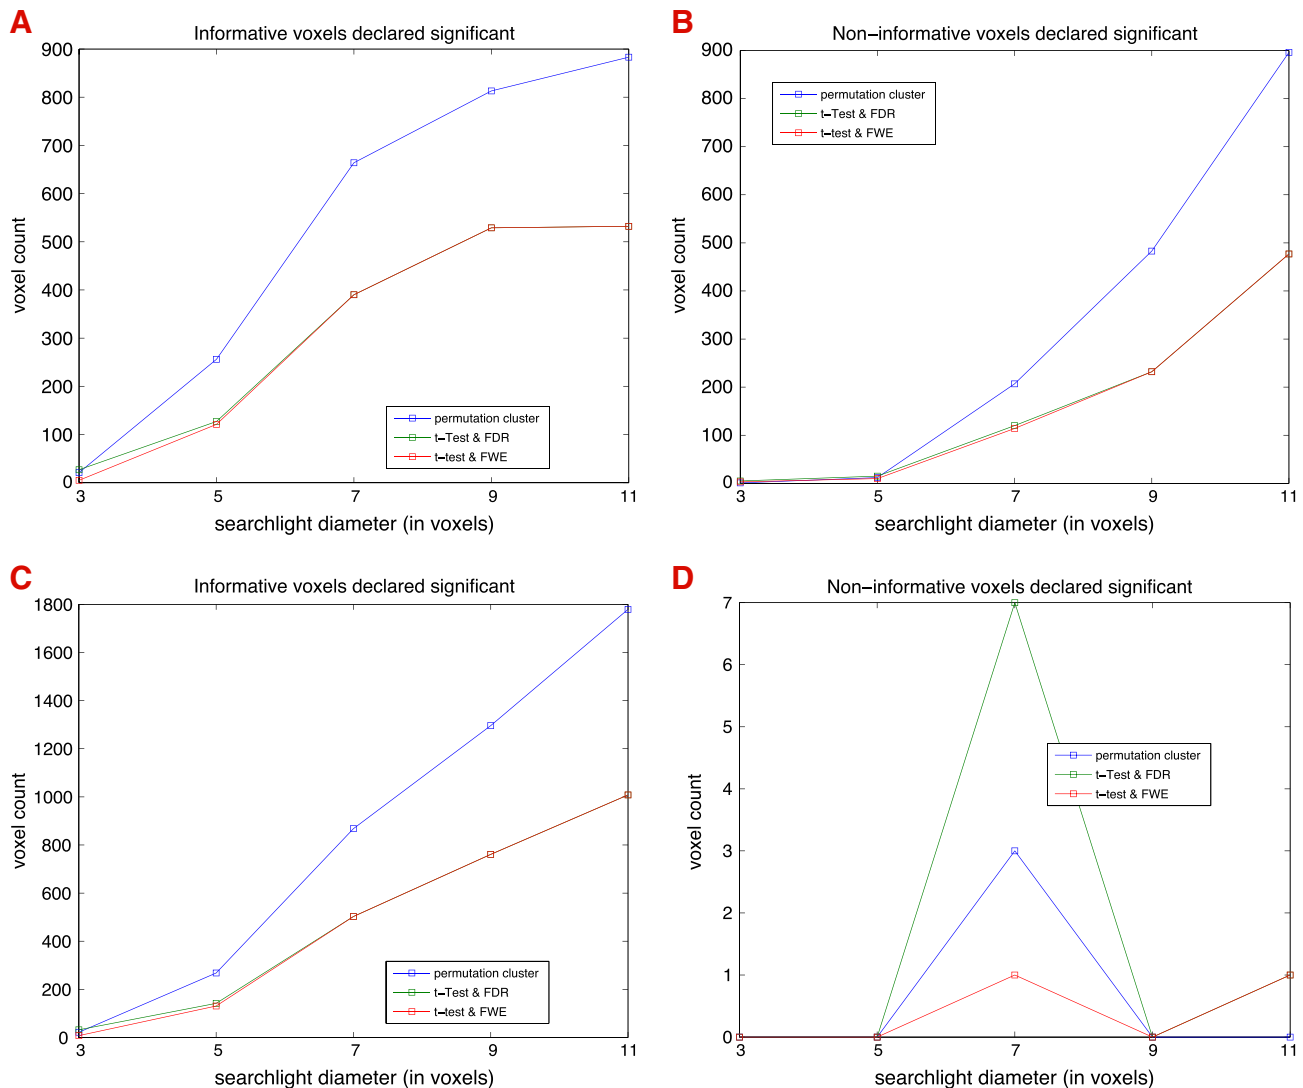 A
Informative voxels declared significant
900
800
700
600
500
400
300
200
100
0
voxel count
permutation cluster
t-Test & FDR
t-test & FWE
3 5 7 9 11
searchlight diameter (in voxels)
B
Non-informative voxels declared significant
900
800
700
600
500
400
300
200
100
0
voxel count
permutation cluster
t-Test & FDR
t-test & FWE
3 5 7 9 11
searchlight diameter (in voxels)
C
Informative voxels declared significant
1800
1600
1400
1200
1000
800
600
400
200
0
voxel count
permutation cluster
t-Test & FDR
t-test & FWE
3 5 7 9 11
searchlight diameter (in voxels)
D
Non-informative voxels declared significant
7
6
5
4
3
2
1
0
voxel count
permutation cluster
t-Test & FDR
t-test & FWE
3 5 7 9 11
searchlight diameter (in voxels)